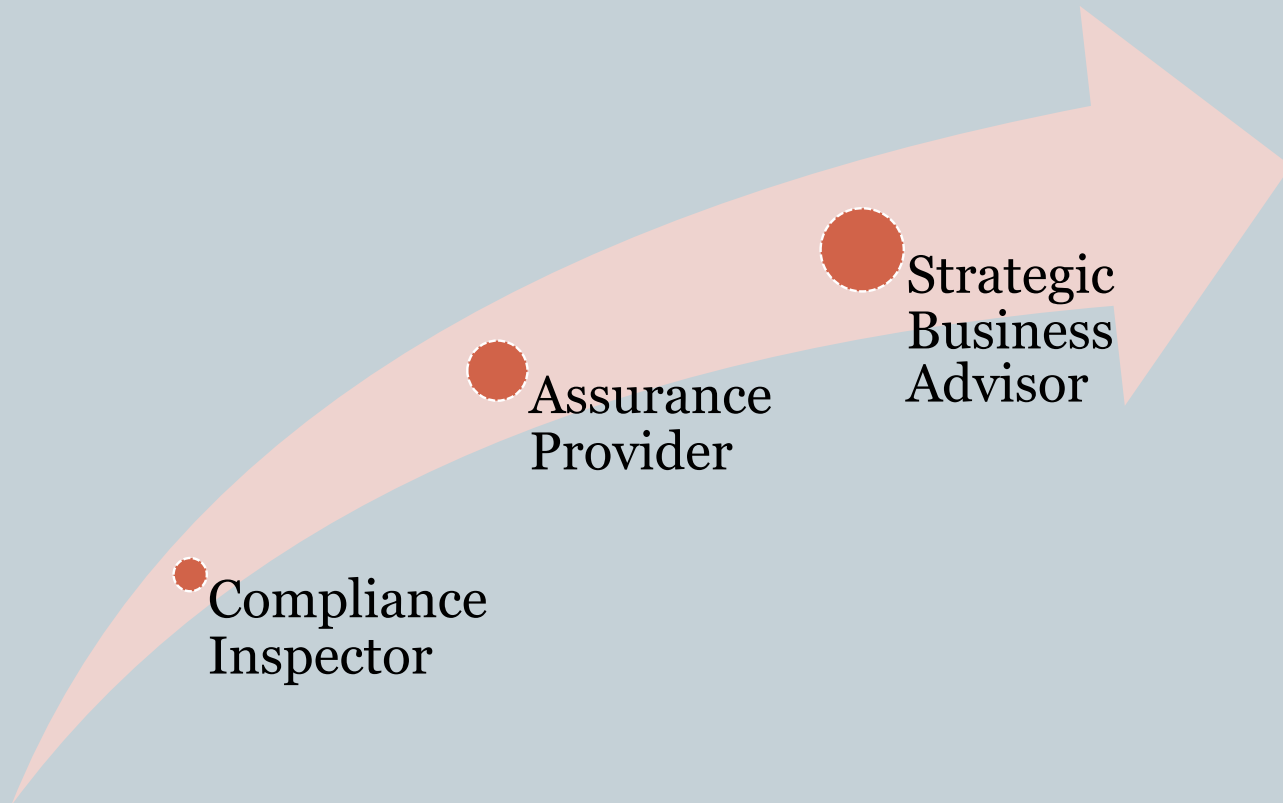 Strategic
Business
Advisor
Assurance
Provider
Compliance
Inspector